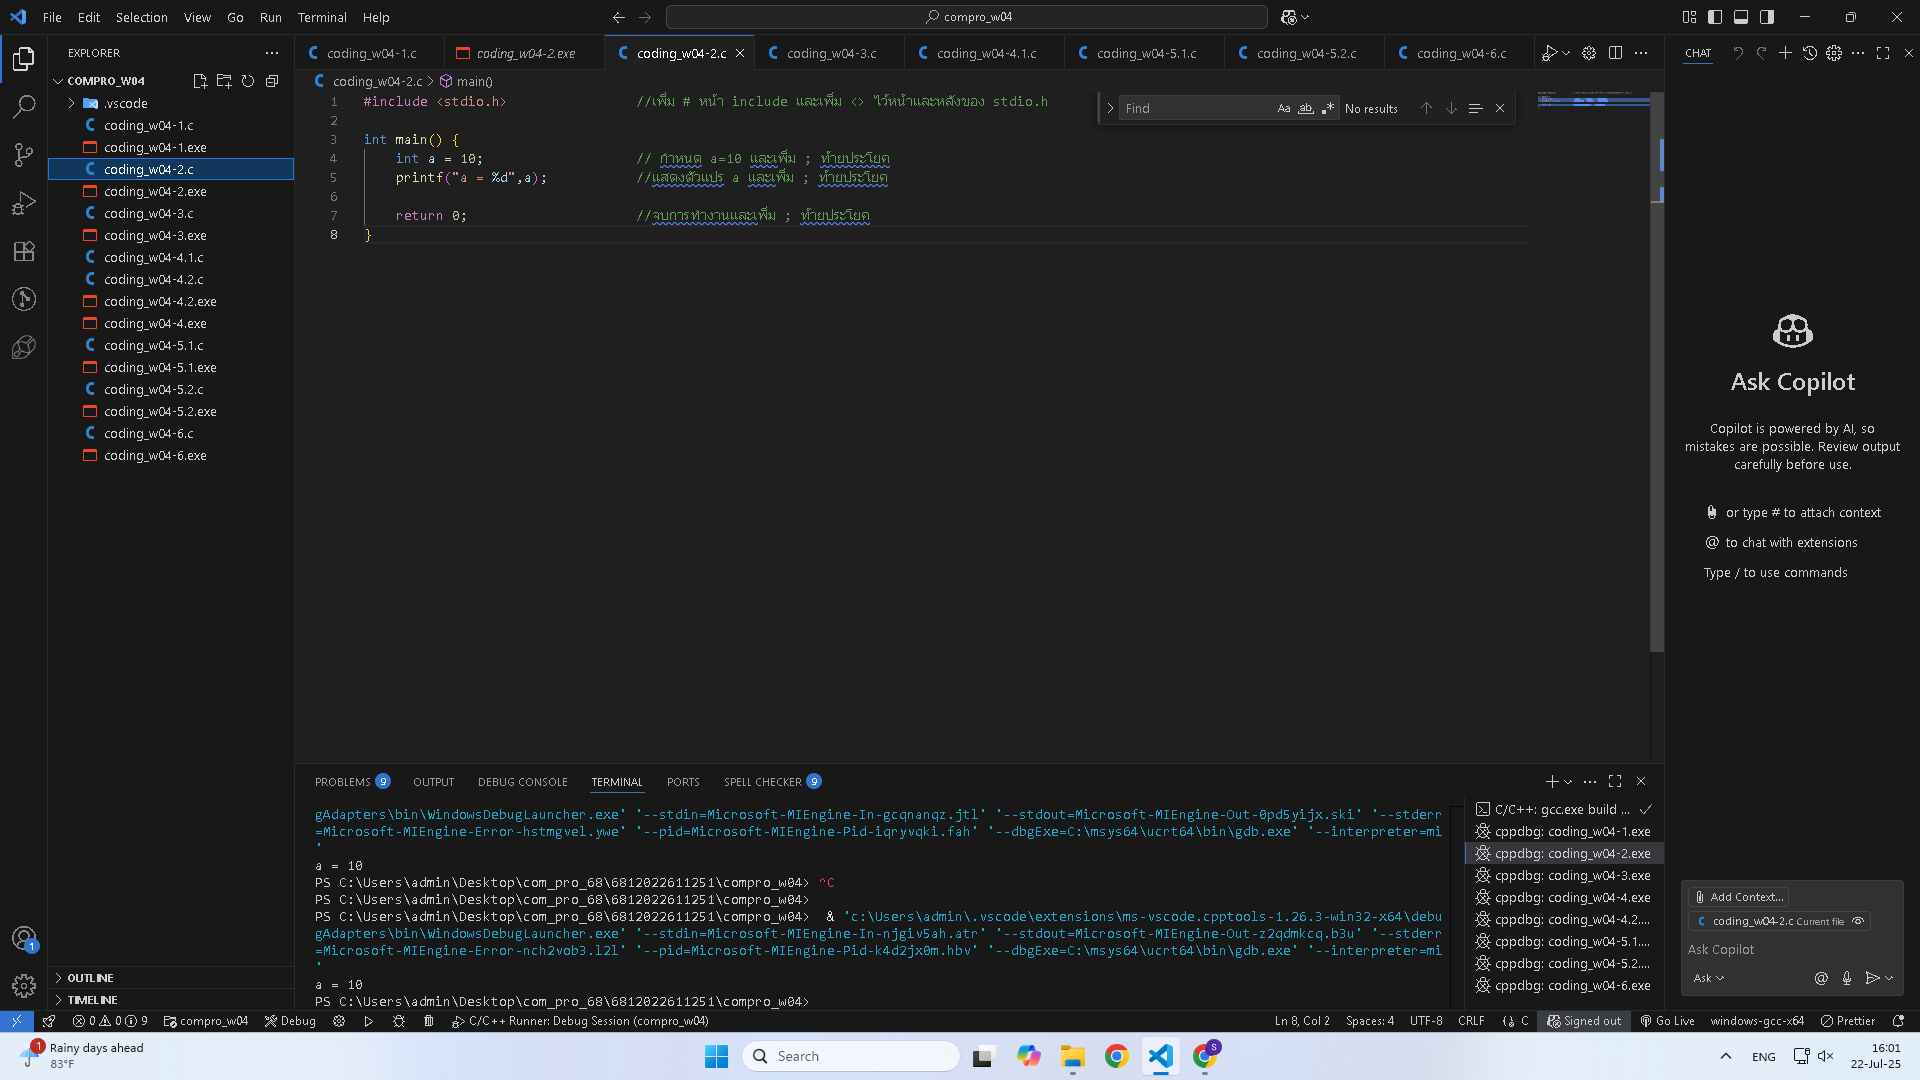 File Edit Selection View Go Run Terminal Help
compro_w04
EXPLORER
COMPRO_W04
.vscode
coding_w04-1.c
coding_w04-1.exe
coding_w04-2.c
coding_w04-2.exe
coding_w04-3.c
coding_w04-3.exe
coding_w04-4.1.c
coding_w04-4.2.c
coding_w04-4.2.exe
coding_w04-4.exe
coding_w04-5.1.c
coding_w04-5.1.exe
coding_w04-5.2.c
coding_w04-5.2.exe
coding_w04-6.c
coding_w04-6.exe
OUTLINE
TIMELINE
coding_w04-1.c coding_w04-2.exe coding_w04-2.c coding_w04-3.c coding_w04-4.1.c coding_w04-5.1.c coding_w04-5.2.c coding_w04-6.c
coding_w04-2.c > main()
Find Aa ab No results
1 #include <stdio.h> //เพิ่ม # หน้า include และเพิ่ม <> ไว้หน้าและหลังของ stdio.h
2
3 int main() {
4 int a = 10; // กำหนด a=10 และเพิ่ม ; ท้ายประโยค
5 printf("a = %d",a); //แสดงตัวแปร a และเพิ่ม ; ท้ายประโยค
6
7 return 0; //จบการทำงานและเพิ่ม ; ท้ายประโยค
8 }
PROBLEMS 9 OUTPUT DEBUG CONSOLE TERMINAL PORTS SPELL CHECKER 9
gAdapters\bin\WindowsDebugLauncher.exe' '--stdin=Microsoft-MIEngine-In-gcqnanqz.jtl' '--stdout=Microsoft-MIEngine-Out-0pd5yijx.ski' '--stderr
=Microsoft-MIEngine-Error-hstmgvel.ywe' '--pid=Microsoft-MIEngine-Pid-iqryvqki.fah' '--dbgExe=C:\msys64\ucrt64\bin\gdb.exe' '--interpreter=mi
'
a = 10
PS C:\Users\admin\Desktop\com_pro_68\6812022611251\compro_w04> ^C
PS C:\Users\admin\Desktop\com_pro_68\6812022611251\compro_w04>
PS C:\Users\admin\Desktop\com_pro_68\6812022611251\compro_w04> & 'c:\Users\admin\.vscode\extensions\ms-vscode.cpptools-1.26.3-win32-x64\debu
gAdapters\bin\WindowsDebugLauncher.exe' '--stdin=Microsoft-MIEngine-In-njgiv5ah.atr' '--stdout=Microsoft-MIEngine-Out-z2qdmkcq.b3u' '--stderr
=Microsoft-MIEngine-Error-nch2vob3.l2l' '--pid=Microsoft-MIEngine-Pid-k4d2jx0m.hbv' '--dbgExe=C:\msys64\ucrt64\bin\gdb.exe' '--interpreter=mi
'
a = 10
PS C:\Users\admin\Desktop\com_pro_68\6812022611251\compro_w04>
C/C++: gcc.exe build ...
cppdbg: coding_w04-1.exe
cppdbg: coding_w04-2.exe
cppdbg: coding_w04-3.exe
cppdbg: coding_w04-4.exe
cppdbg: coding_w04-4.2....
cppdbg: coding_w04-5.1....
cppdbg: coding_w04-5.2....
cppdbg: coding_w04-6.exe
CHAT
Ask Copilot
Copilot is powered by AI, so
mistakes are possible. Review output
carefully before use.
or type # to attach context
@ to chat with extensions
Type / to use commands
Add Context...
coding_w04-2.c Current file
Ask Copilot
Ask
1
0 0 9 compro_w04 Debug C/C++ Runner: Debug Session (compro_w04) Ln 8, Col 2 Spaces: 4 UTF-8 CRLF {} C Signed out Go Live windows-gcc-x64 Prettier
1 Rainy days ahead
83°F
Search
S
ENG
16:01
22-Jul-25